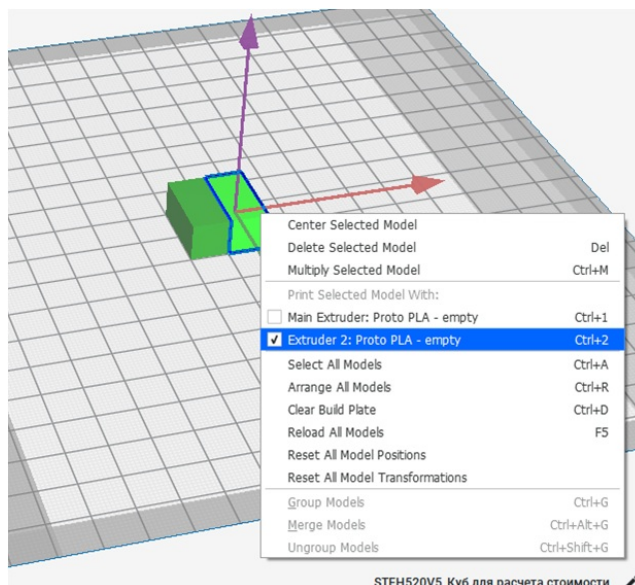 Center Selected Model
Delete Selected Model Del
Multiply Selected Model Ctrl+M
Print Selected Model With:
Main Extruder: Proto PLA - empty Ctrl+1
Extruder 2: Proto PLA - empty Ctrl+2
Select All Models Ctrl+A
Arrange All Models Ctrl+R
Clear Build Plate Ctrl+D
Reload All Models F5
Reset All Model Positions
Reset All Model Transformations
Group Models Ctrl+G
Merge Models Ctrl+Alt+G
Ungroup Models Ctrl+Shift+G
STFH520V5 Куб для расчета стоимости